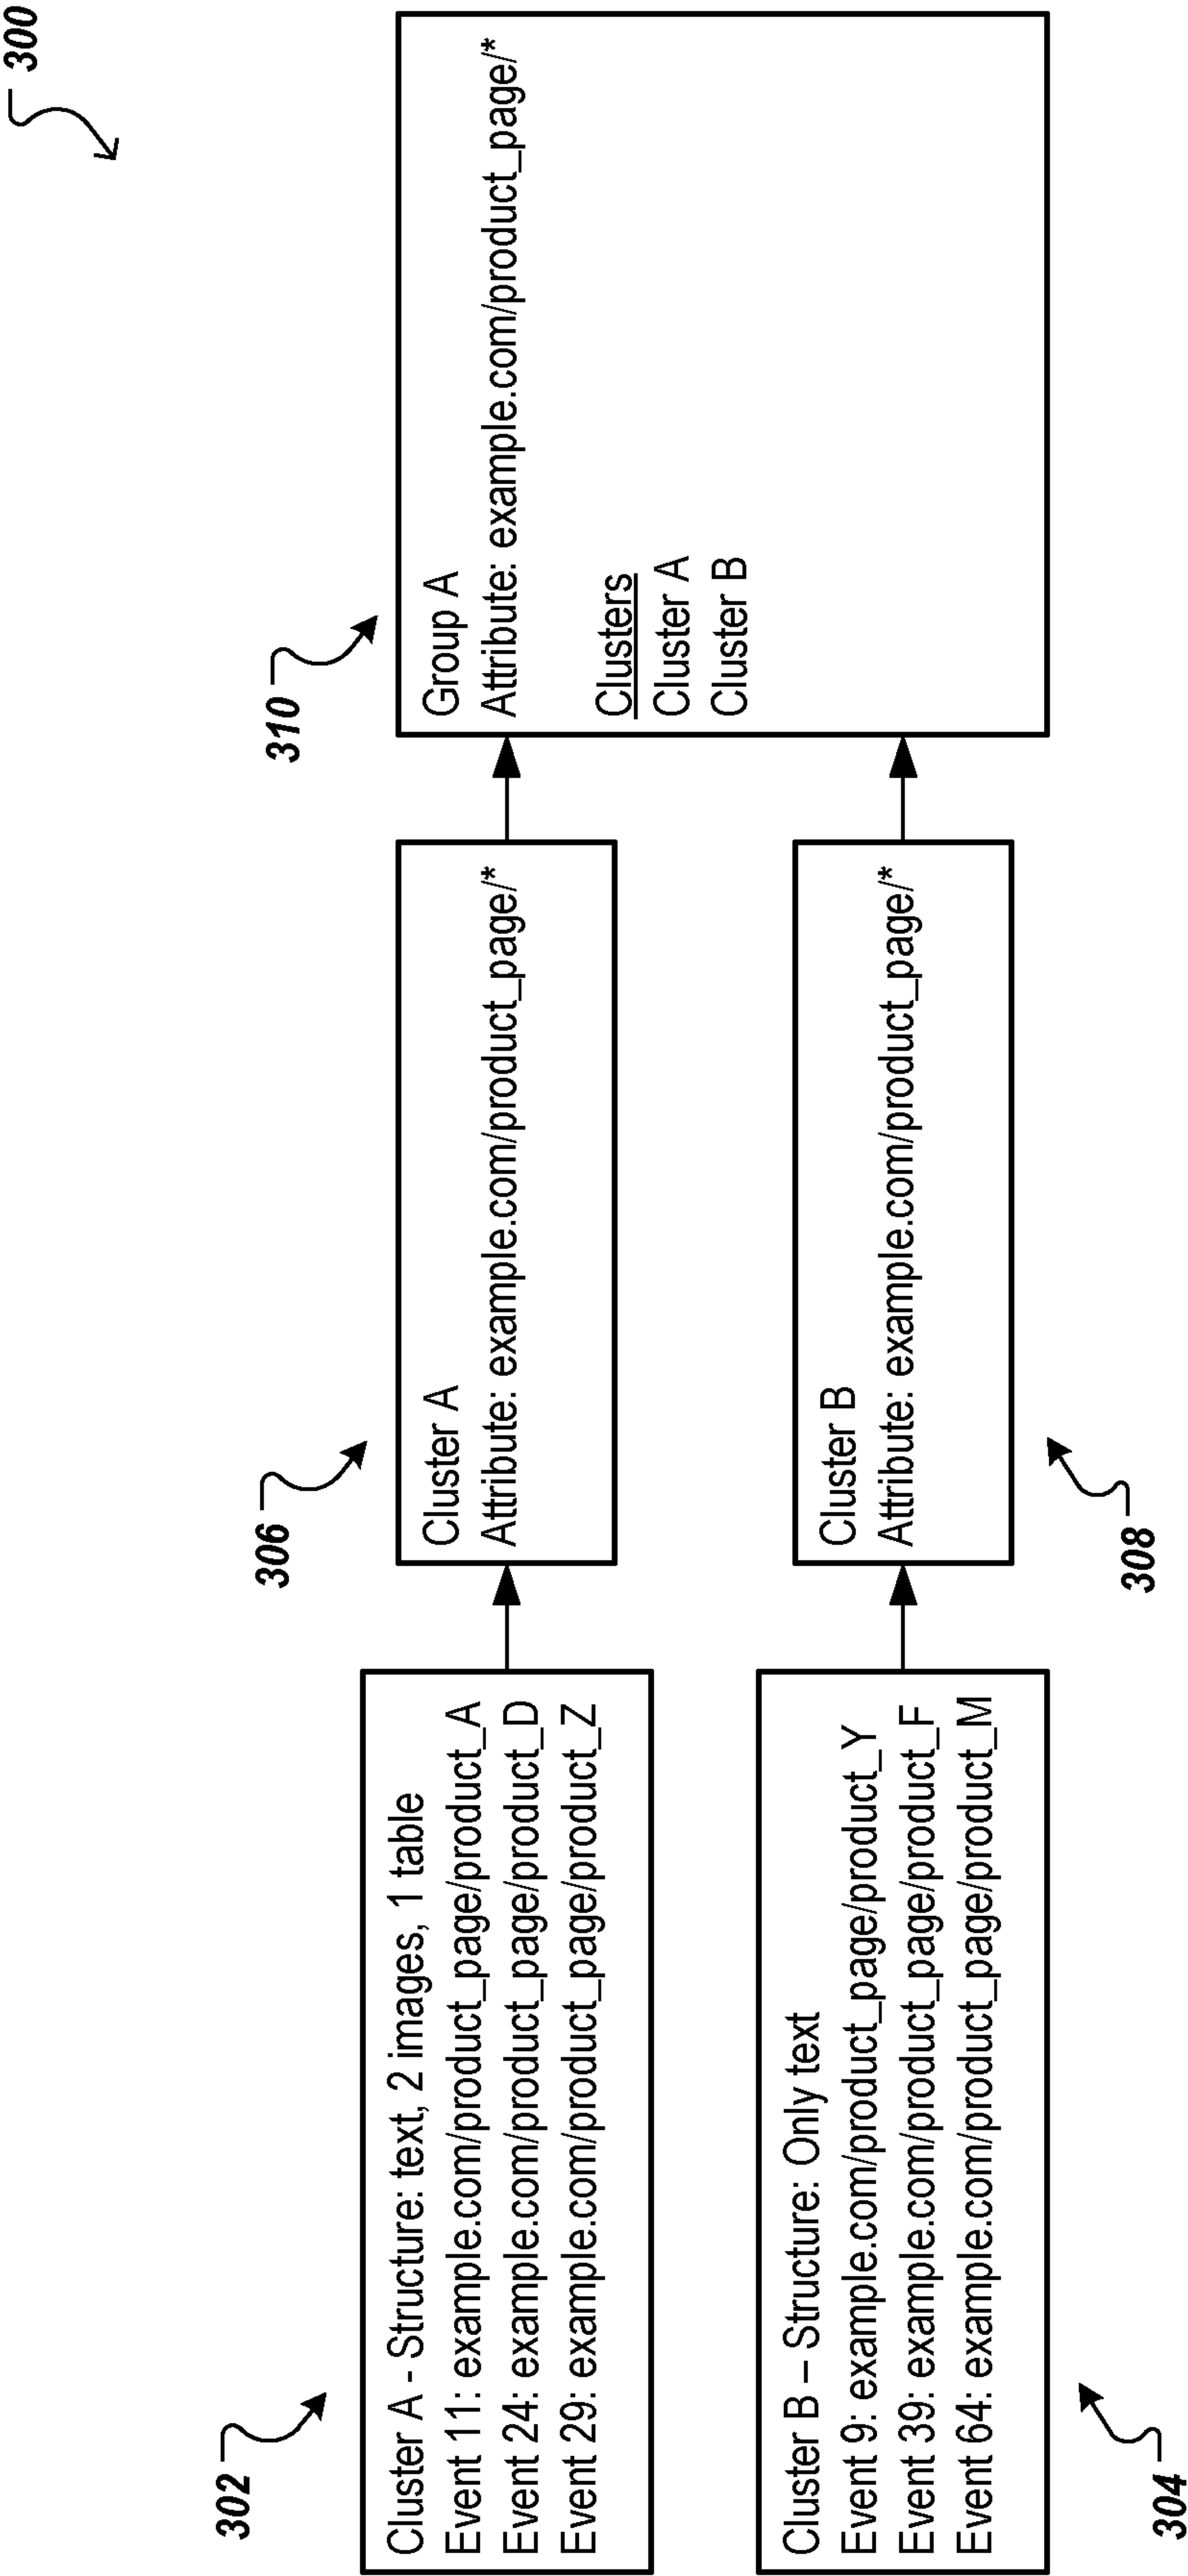 300
302
Cluster A - Structure: text, 2 images, 1 table
Event 11: example.com/product_page/product_A
Event 24: example.com/product_page/product_D
Event 29: example.com/product_page/product_Z
304
Cluster B – Structure: Only text
Event 9: example.com/product_page/product_Y
Event 39: example.com/product_page/product_F
Event 64: example.com/product_page/product_M
306
Cluster A
Attribute: example.com/product_page/*
308
Cluster B
Attribute: example.com/product_page/*
310
Group A
Attribute: example.com/product_page/*
Clusters
Cluster A
Cluster B